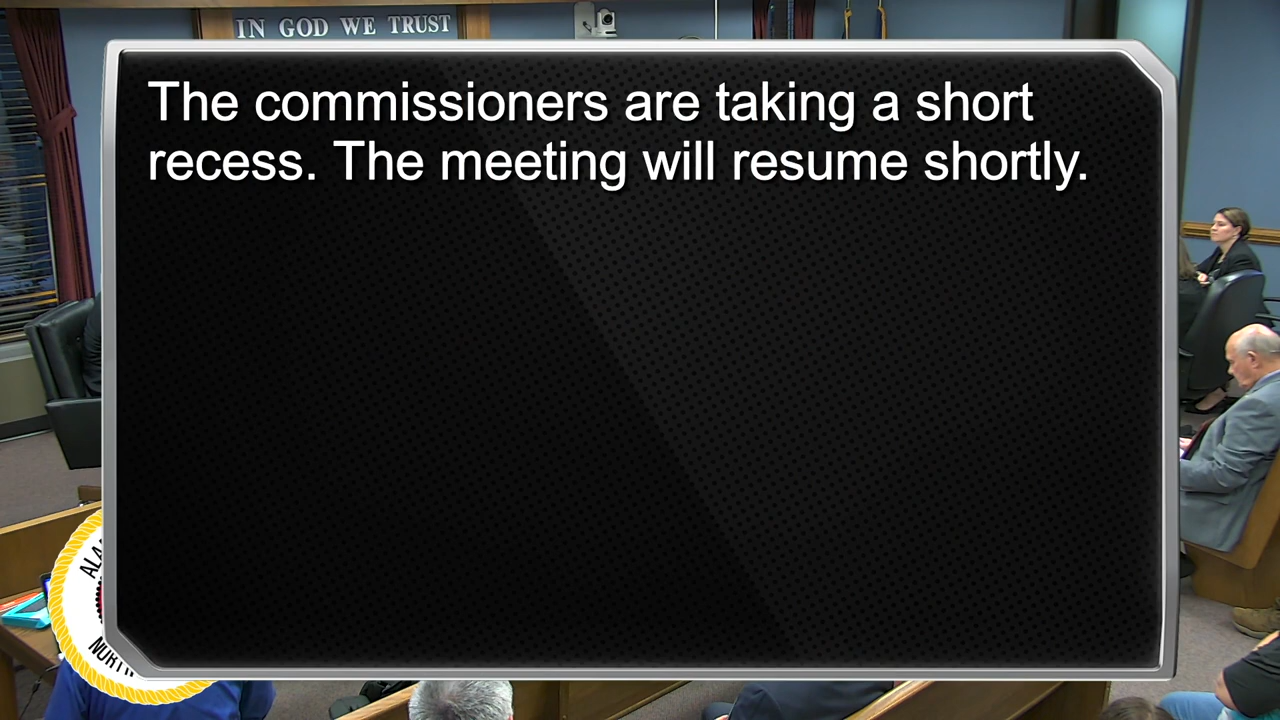 IN GOD WE TRUST
The commissioners are taking a short
recess. The meeting will resume shortly.